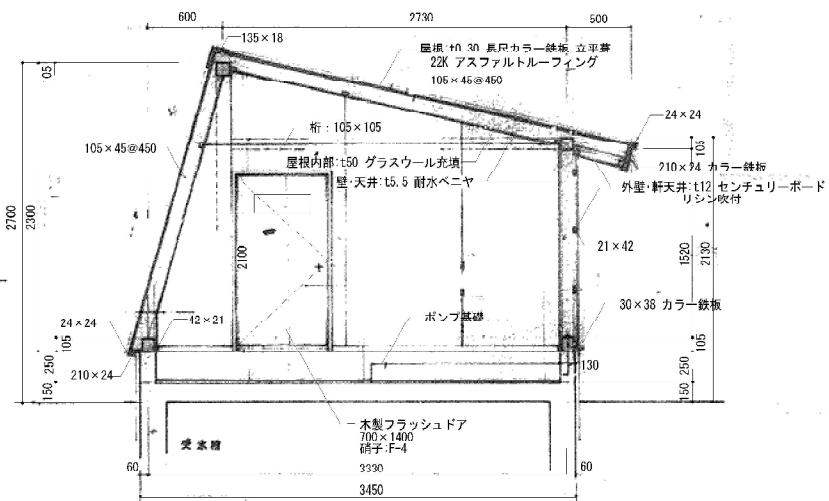 600
2730
500
135×18
屋根:t0.30 長尺カラー鉄板 立平葺
22K アスファルトルーフィング
105×45@450
24×24
05
桁：105×105
105
105×45@450
屋根内部:t50 グラスウール充填
210×24 カラー鉄板
壁・天井:t5.5 耐水ベニヤ
外壁・軒天井:t12 センチュリーボード
リシン吹付
2700
2300
2100
21×42
1520
2130
30×38 カラー鉄板
24×24
42×21
ポンプ基礎
105
105
250
210×24
130
250
150
150
木製フラッシュドア
700×1400
硝子:F-4
受水槽
60
3330
60
3450